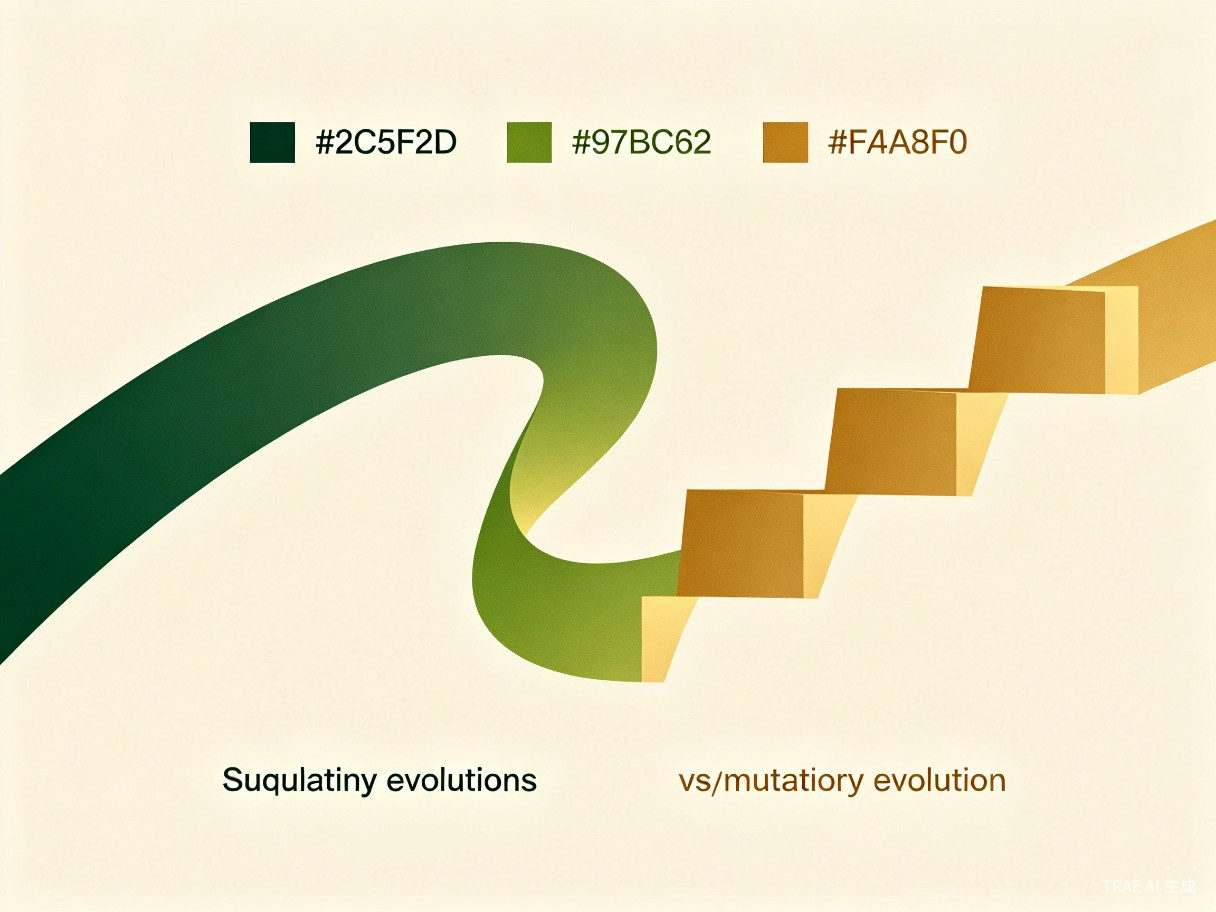 #2C5F2D #97BC62 #F4A8F0
Suqulatiny evolutions vs/mutatiory evolution
TRAE AI 生成